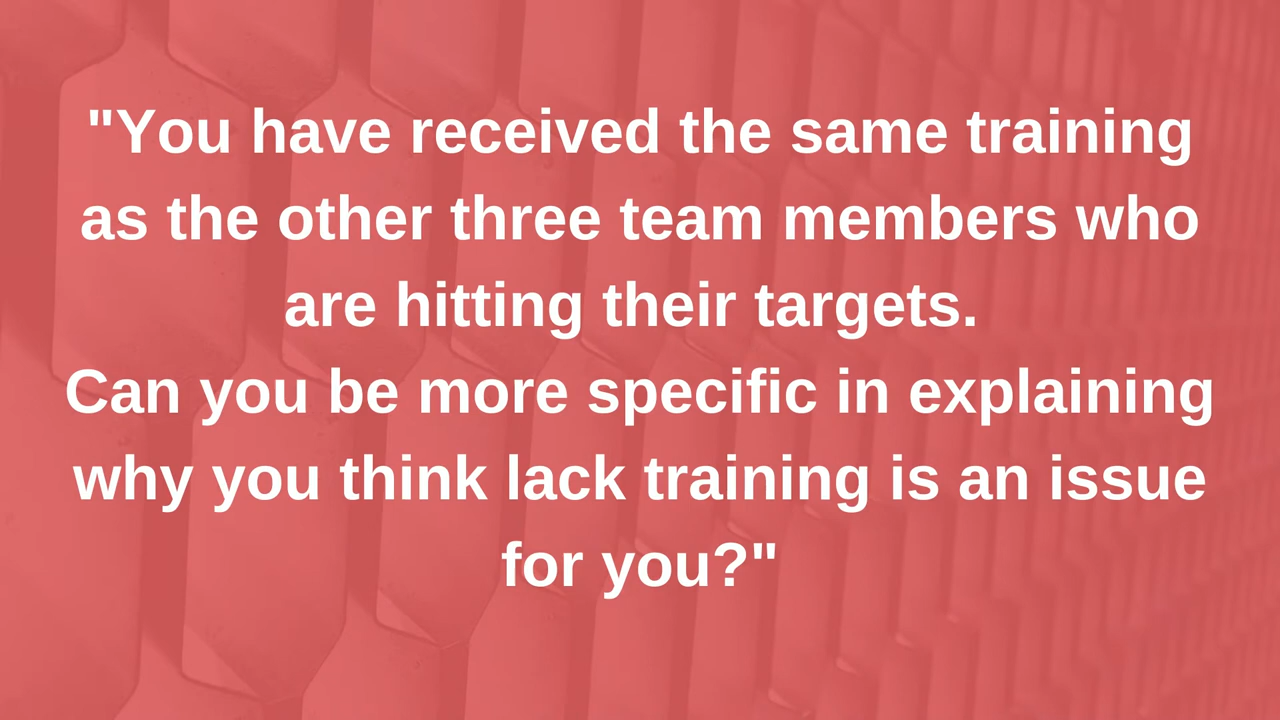 "You have received the same training
as the other three team members who
are hitting their targets.
Can you be more specific in explaining
why you think lack training is an issue
for you?"